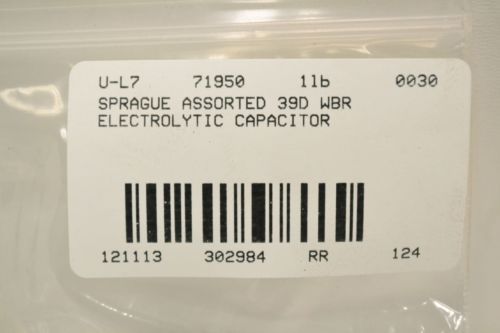 U-L7 71950 1lb 0030
SPRAGUE ASSORTED 39D WBR
ELECTROLYTIC CAPACITOR
121113 302984 RR 124